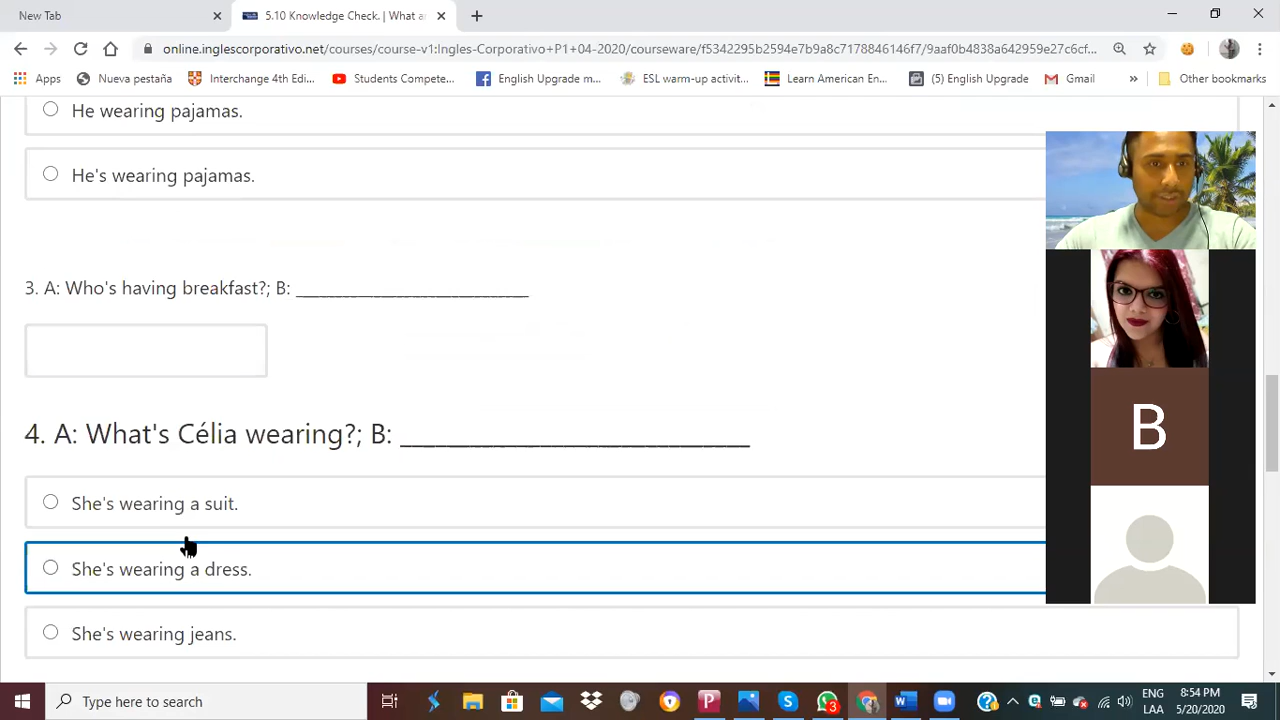 New Tab
5.10 Knowledge Check. | What a
online.inglescorporativo.net/courses/course-v1:Ingles-Corporativo+P1+04-2020/courseware/f5342295b2594e7b9a8c7178846146f7/9aaf0b4838a642959e27c6cf...
Apps
Nueva pestaña
Interchange 4th Edi...
Students Compete...
English Upgrade m...
ESL warm-up activit...
Learn American En...
(5) English Upgrade
Gmail
»
Other bookmarks
He wearing pajamas.
He's wearing pajamas.
3. A: Who's having breakfast?; B: ___________________________
4. A: What's Célia wearing?; B: ___________________________
She's wearing a suit.
She's wearing a dress.
She's wearing jeans.
B
Type here to search
3
ENG
LAA
8:54 PM
5/20/2020